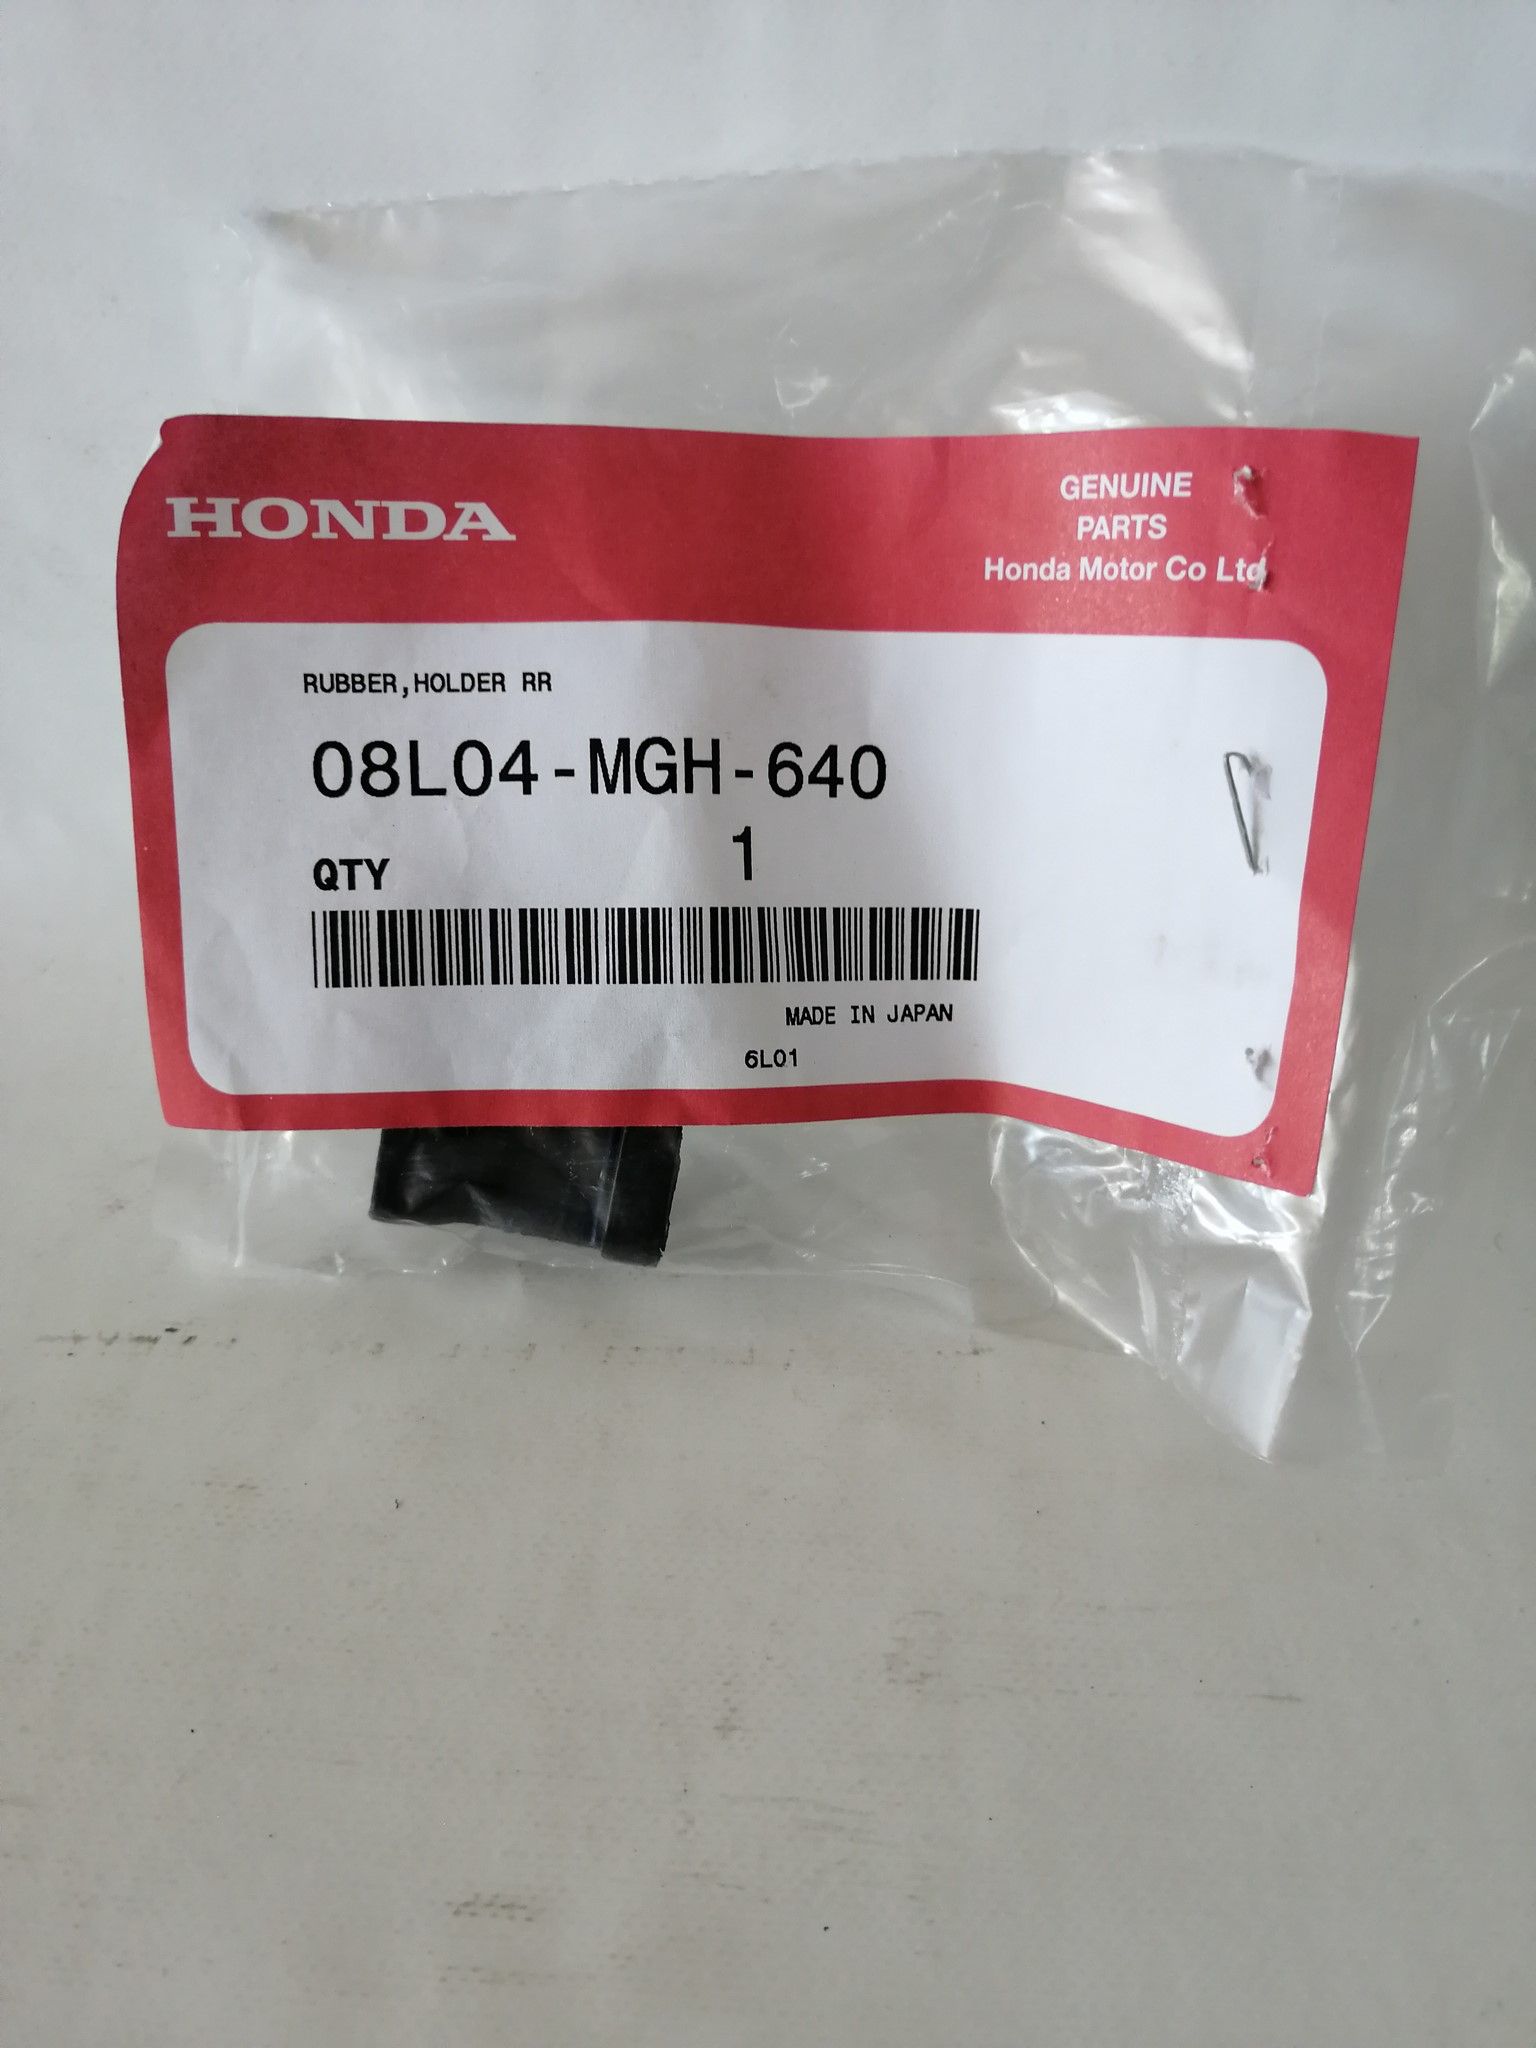 HONDA
GENUINE
PARTS
Honda Motor Co Ltd
RUBBER,HOLDER RR
08L04-MGH-640
QTY 1
MADE IN JAPAN
6L01